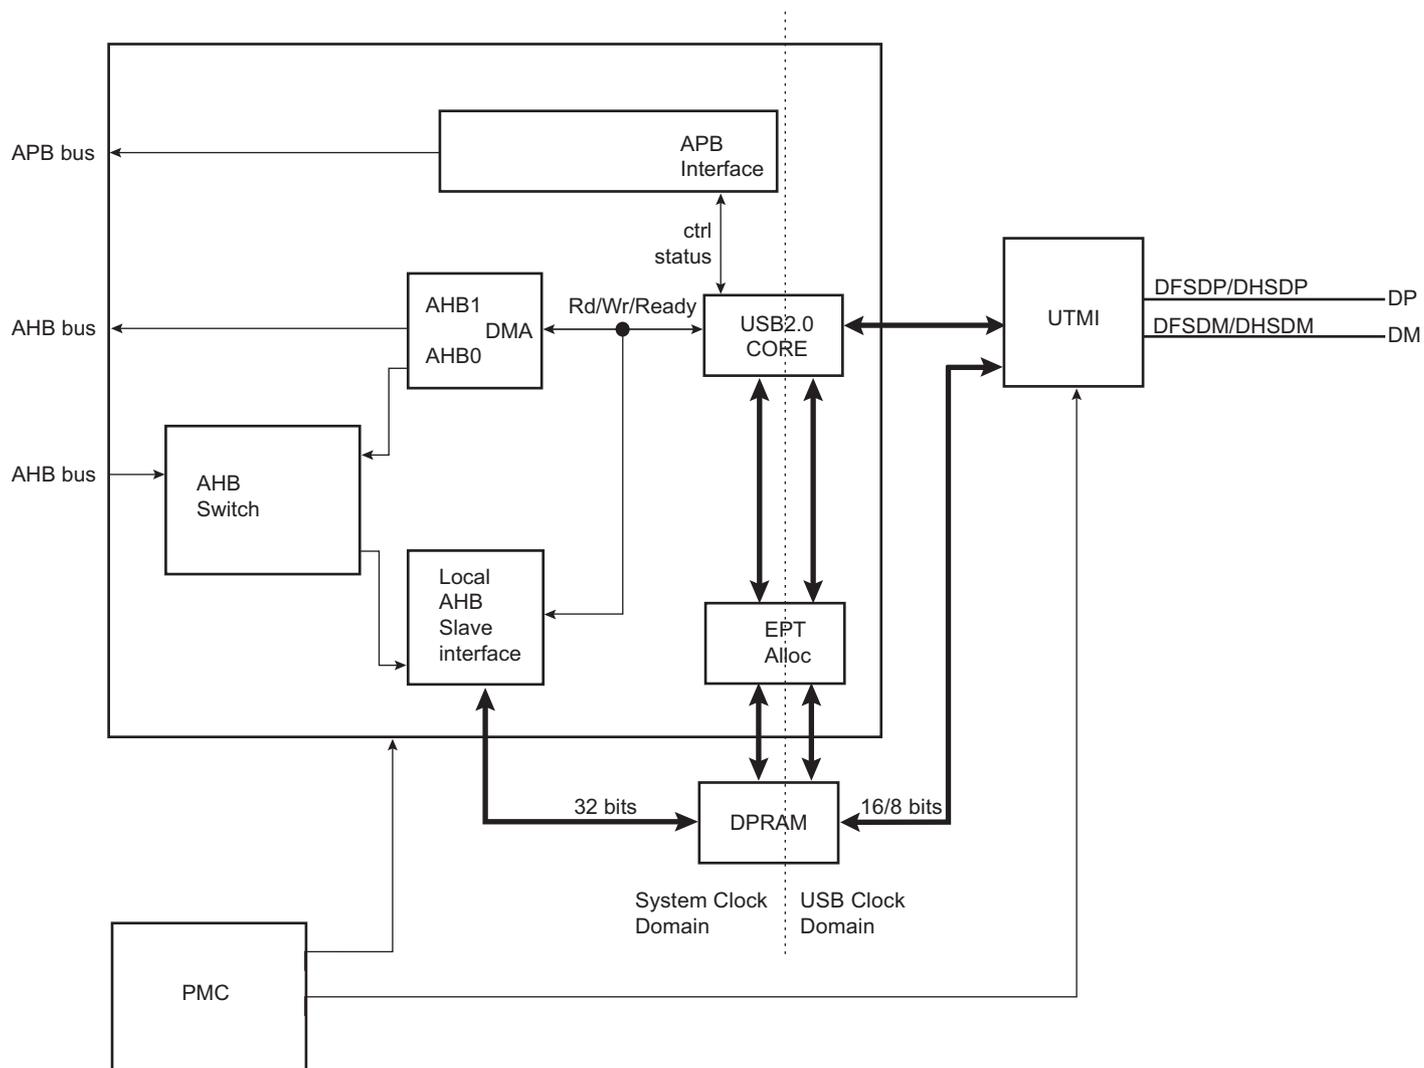 APB bus
APB
Interface
ctrl
status
AHB1
AHB bus
DMA
AHB0
Rd/Wr/Ready
USB2.0
CORE
UTMI
DFSDP/DHSDP
DP
DFSDM/DHSDM
DM
AHB bus
AHB
Switch
Local
AHB
Slave
interface
EPT
Alloc
32 bits
DPRAM
16/8 bits
System Clock
Domain
USB Clock
Domain
PMC